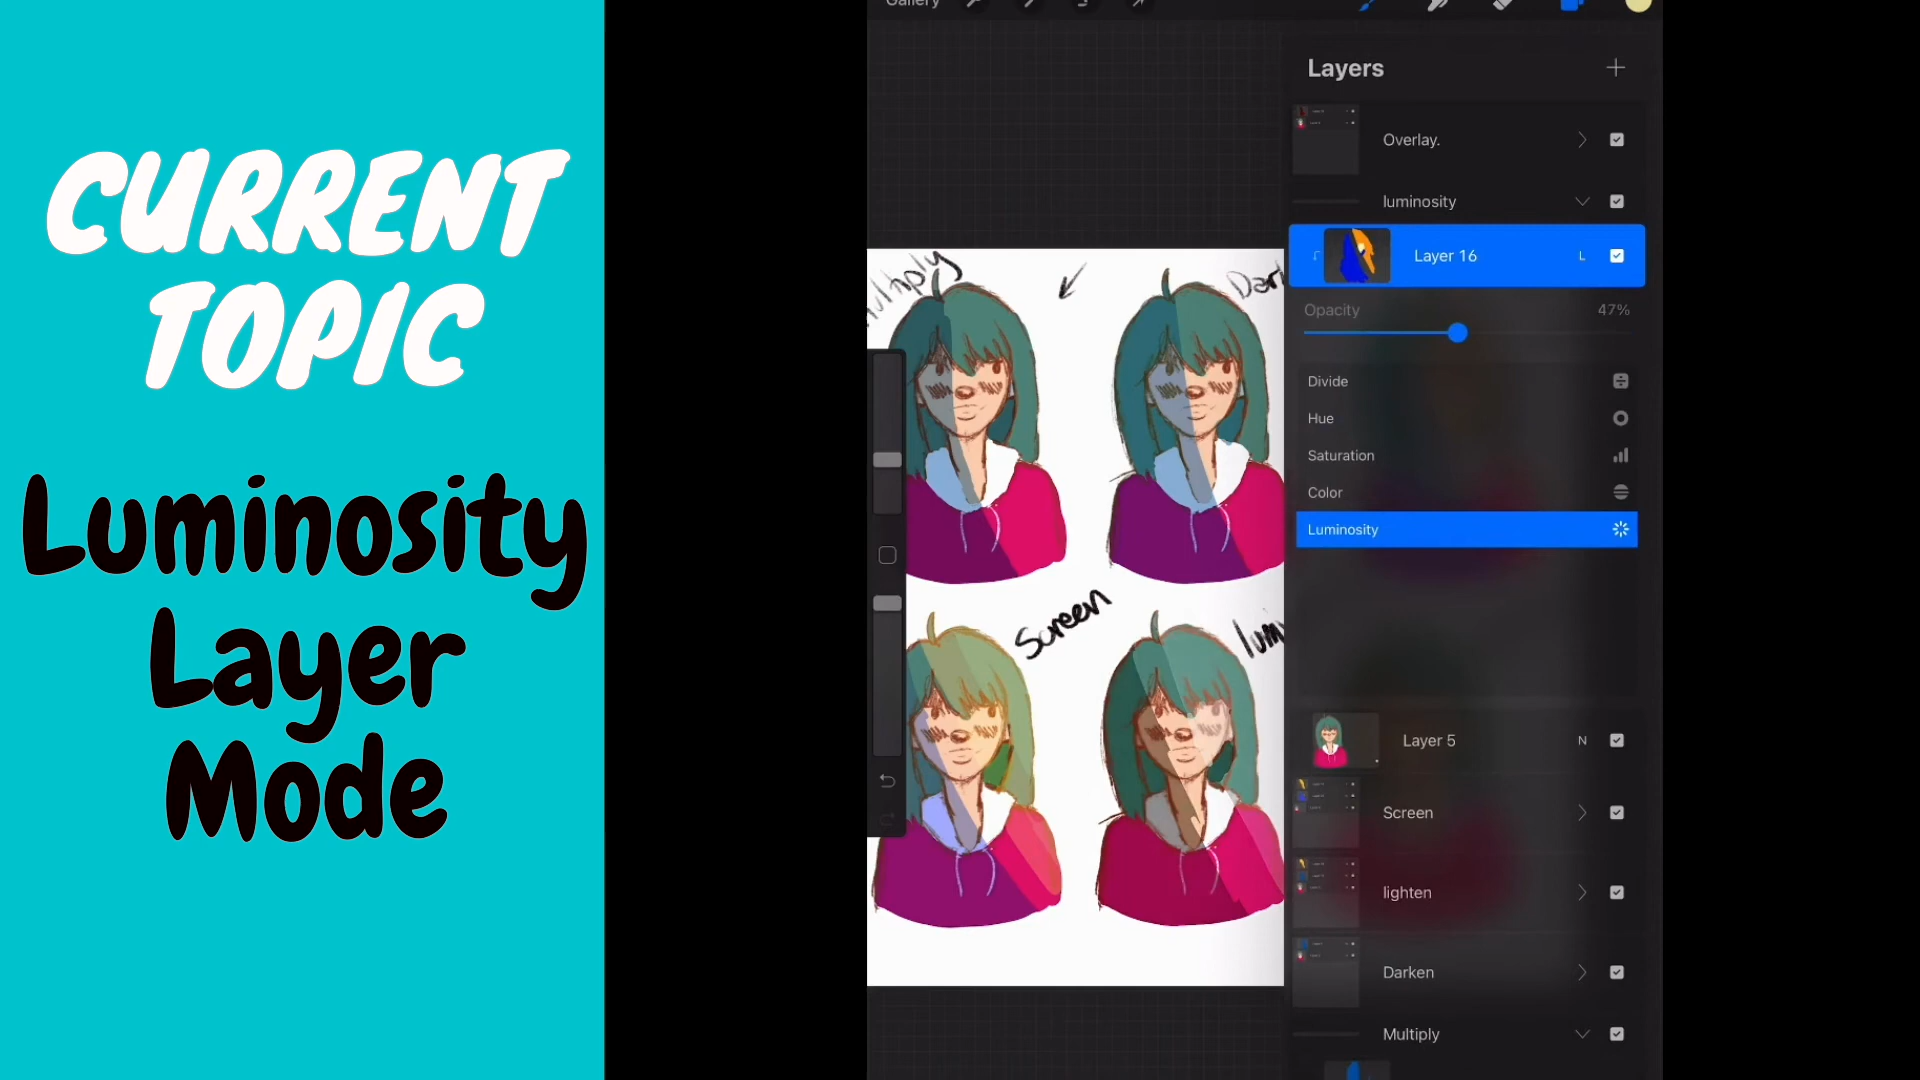 CURRENT
TOPIC
Luminosity
Layer
Mode
Gallery
Layers
Overlay.
luminosity
Layer 16
L
Opacity
47%
Divide
Hue
Saturation
Color
Luminosity
Layer 5
N
Screen
lighten
Darken
Multiply
Screen